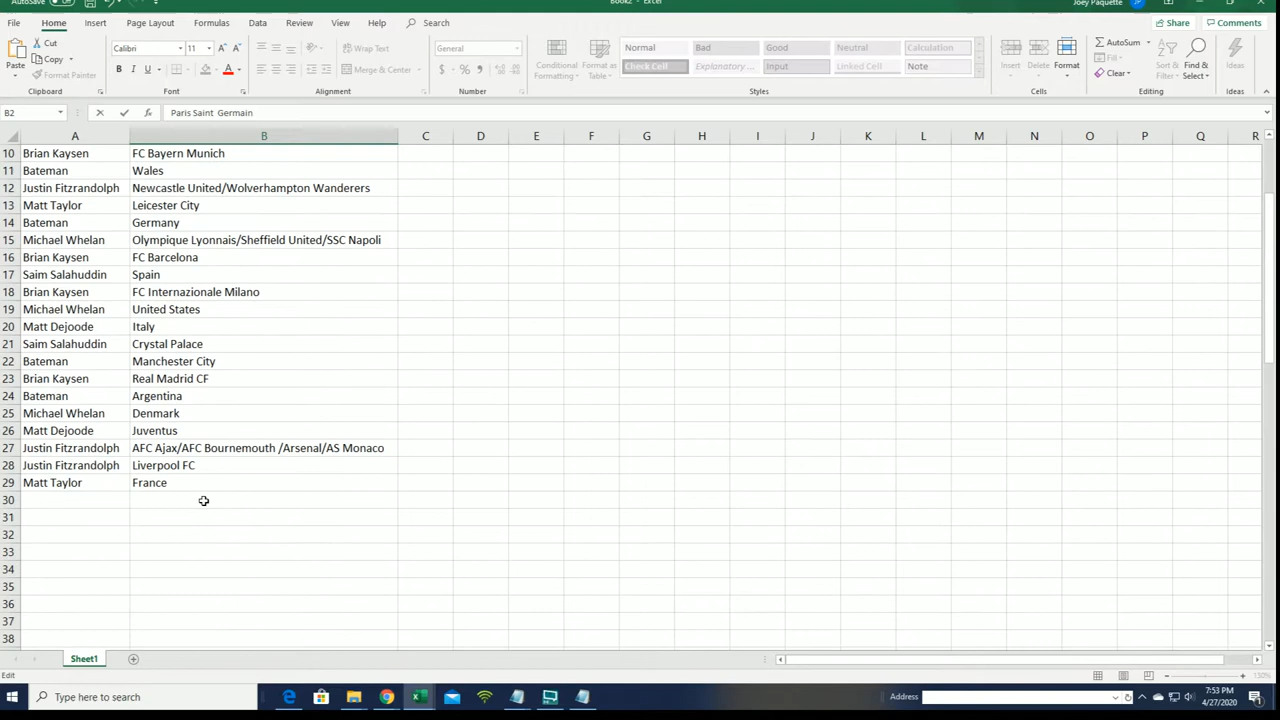 AutoSave Off Book2 - Excel Joey Paquette JP
File Home Insert Page Layout Formulas Data Review View Help Search Share Comments
Paste Cut Copy Format Painter Clipboard
Calibri 11 A A B I U A Font
Wrap Text Merge & Center Alignment
General $ % Number
Conditional Formatting Format as Table
Normal Bad Good Neutral Calculation
Check Cell Explanatory ... Input Linked Cell Note
Styles
Insert Delete Format Cells
AutoSum Fill Clear Sort & Filter Find & Select Editing
Ideas Ideas
B2 fx Paris Saint  Germain
A B C D E F G H I J K L M N O P Q R
10 Brian Kaysen FC Bayern Munich
11 Bateman Wales
12 Justin Fitzrandolph Newcastle United/Wolverhampton Wanderers
13 Matt Taylor Leicester City
14 Bateman Germany
15 Michael Whelan Olympique Lyonnais/Sheffield United/SSC Napoli
16 Brian Kaysen FC Barcelona
17 Saim Salahuddin Spain
18 Brian Kaysen FC Internazionale Milano
19 Michael Whelan United States
20 Matt Dejoode Italy
21 Saim Salahuddin Crystal Palace
22 Bateman Manchester City
23 Brian Kaysen Real Madrid CF
24 Bateman Argentina
25 Michael Whelan Denmark
26 Matt Dejoode Juventus
27 Justin Fitzrandolph AFC Ajax/AFC Bournemouth /Arsenal/AS Monaco
28 Justin Fitzrandolph Liverpool FC
29 Matt Taylor France
30
31
32
33
34
35
36
37
38
Sheet1
Edit 130%
Type here to search Address 7:53 PM
4/27/2020